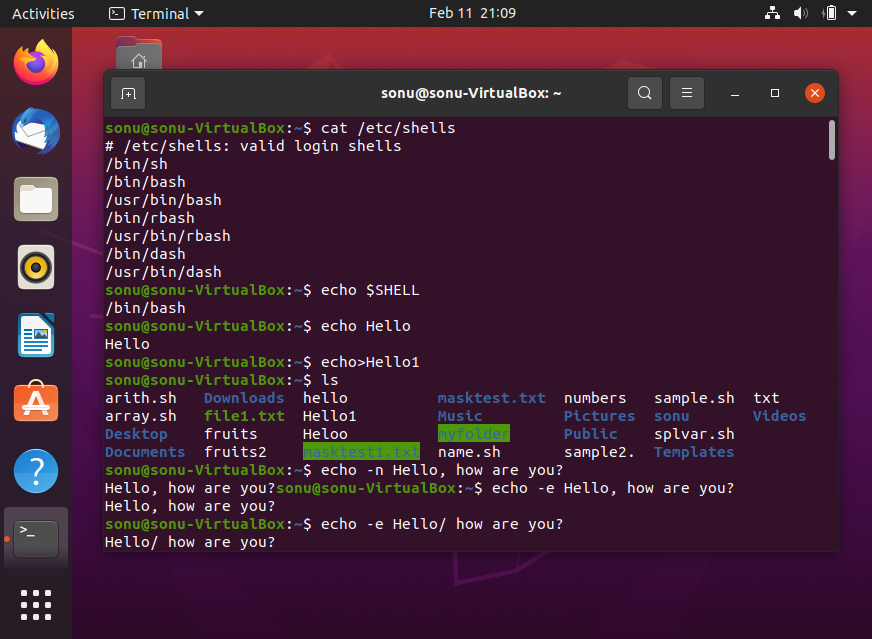 Activities Terminal Feb 11 21:09
sonu@sonu-VirtualBox: ~
sonu@sonu-VirtualBox:~$ cat /etc/shells
# /etc/shells: valid login shells
/bin/sh
/bin/bash
/usr/bin/bash
/bin/rbash
/usr/bin/rbash
/bin/dash
/usr/bin/dash
sonu@sonu-VirtualBox:~$ echo $SHELL
/bin/bash
sonu@sonu-VirtualBox:~$ echo Hello
Hello
sonu@sonu-VirtualBox:~$ echo>Hello1
sonu@sonu-VirtualBox:~$ ls
arith.sh Downloads hello masktest.txt numbers sample.sh txt
array.sh file1.txt Hello1 Music Pictures sonu Videos
Desktop fruits Heloo myfolder Public splvar.sh
Documents fruits2 masktest1.txt name.sh sample2. Templates
sonu@sonu-VirtualBox:~$ echo -n Hello, how are you?
Hello, how are you?sonu@sonu-VirtualBox:~$ echo -e Hello, how are you?
Hello, how are you?
sonu@sonu-VirtualBox:~$ echo -e Hello/ how are you?
Hello/ how are you?